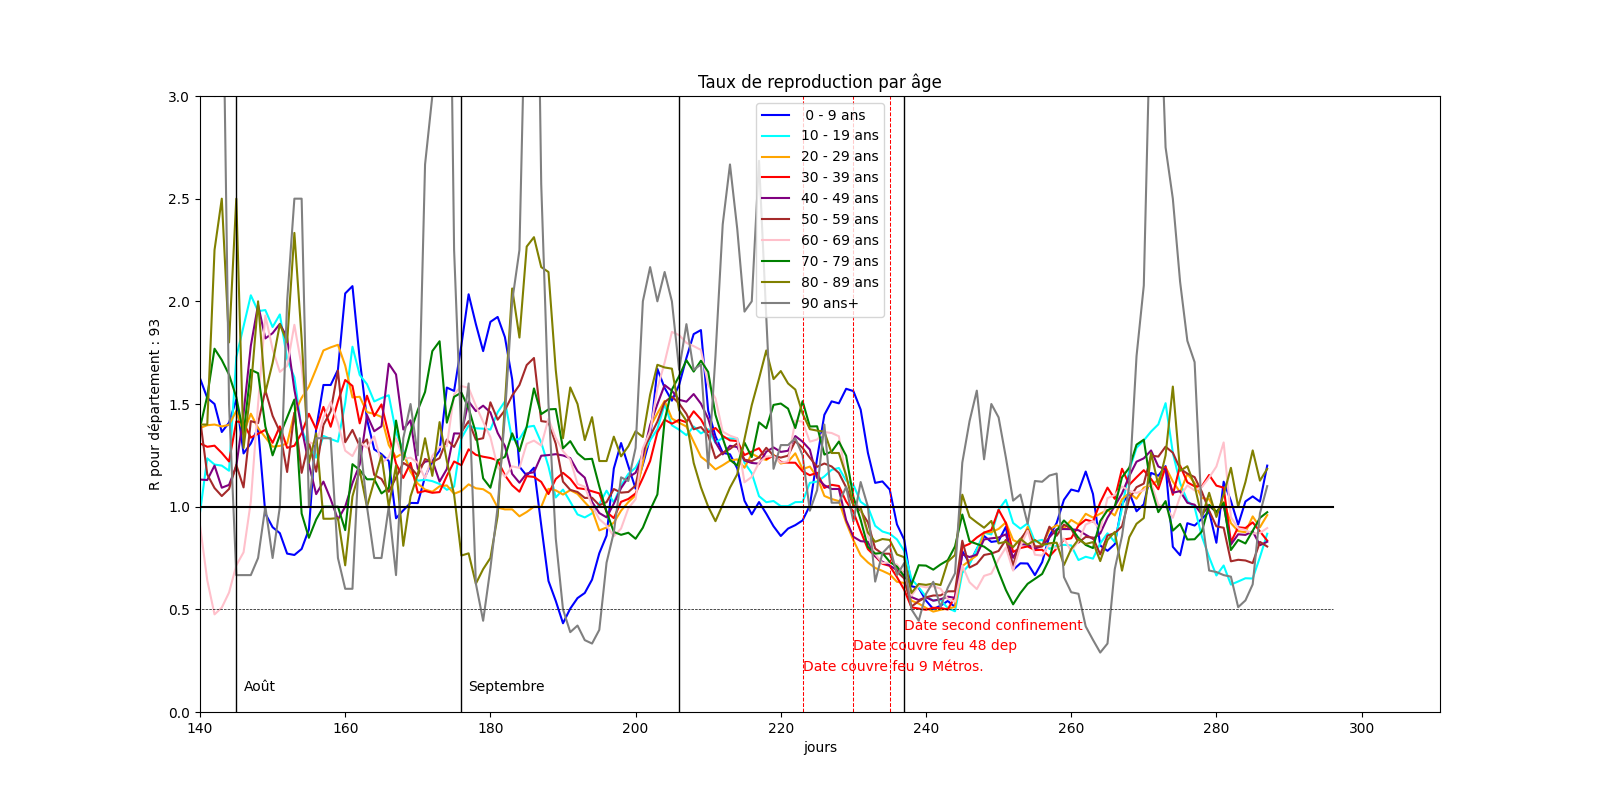 Taux de reproduction par âge
3.0
2.5
2.0
1.5
1.0
0.5
0.0
R pour département : 93
0 - 9 ans
10 - 19 ans
20 - 29 ans
30 - 39 ans
40 - 49 ans
50 - 59 ans
60 - 69 ans
70 - 79 ans
80 - 89 ans
90 ans+
Date second confinement
Date couvre feu 48 dep
Date couvre feu 9 Métros.
Août
Septembre
140
160
180
200
220
240
260
280
300
jours